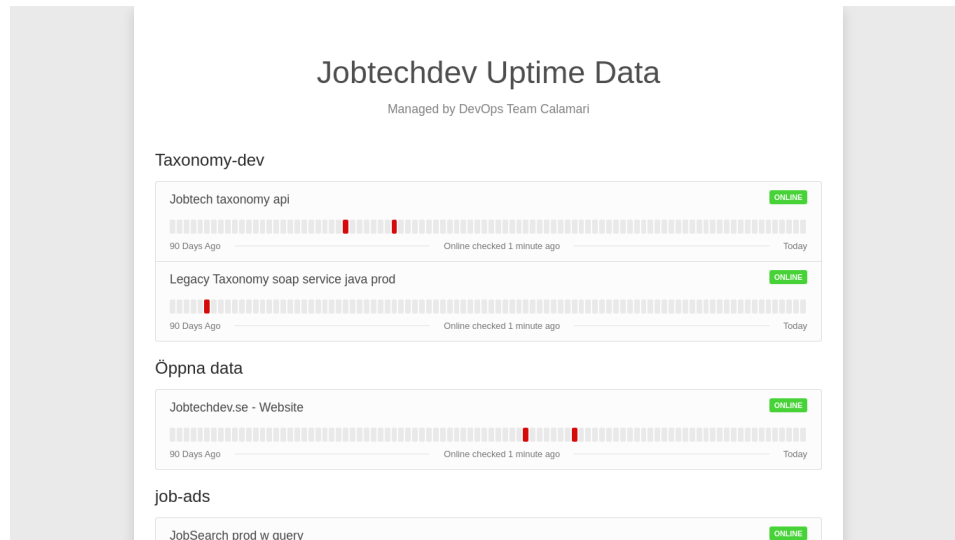 Jobtechdev Uptime Data
Managed by DevOps Team Calamari
Taxonomy-dev
Jobtech taxonomy api ONLINE
90 Days Ago Online checked 1 minute ago Today
Legacy Taxonomy soap service java prod ONLINE
90 Days Ago Online checked 1 minute ago Today
Öppna data
Jobtechdev.se - Website ONLINE
90 Days Ago Online checked 1 minute ago Today
job-ads
JobSearch prod w query ONLINE